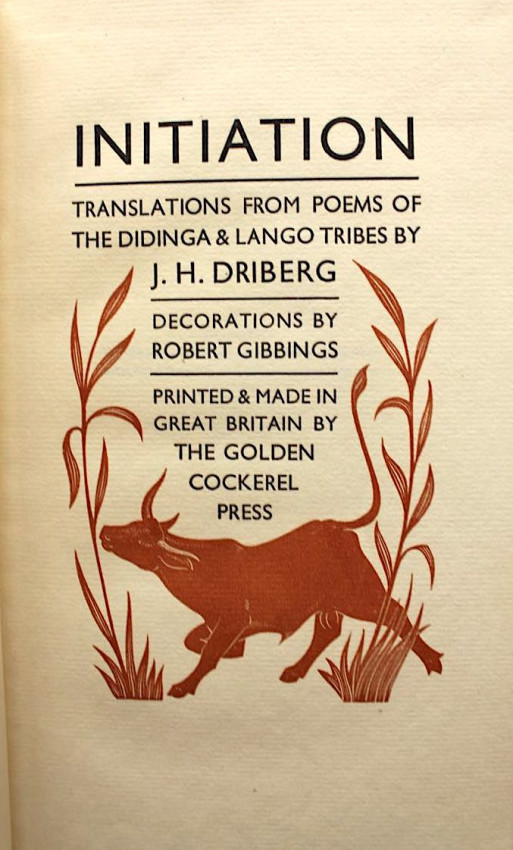 INITIATION
TRANSLATIONS FROM POEMS OF
THE DIDINGA & LANGO TRIBES BY
J. H. DRIBERG
DECORATIONS BY
ROBERT GIBBINGS
PRINTED & MADE IN
GREAT BRITAIN BY
THE GOLDEN
COCKEREL
PRESS